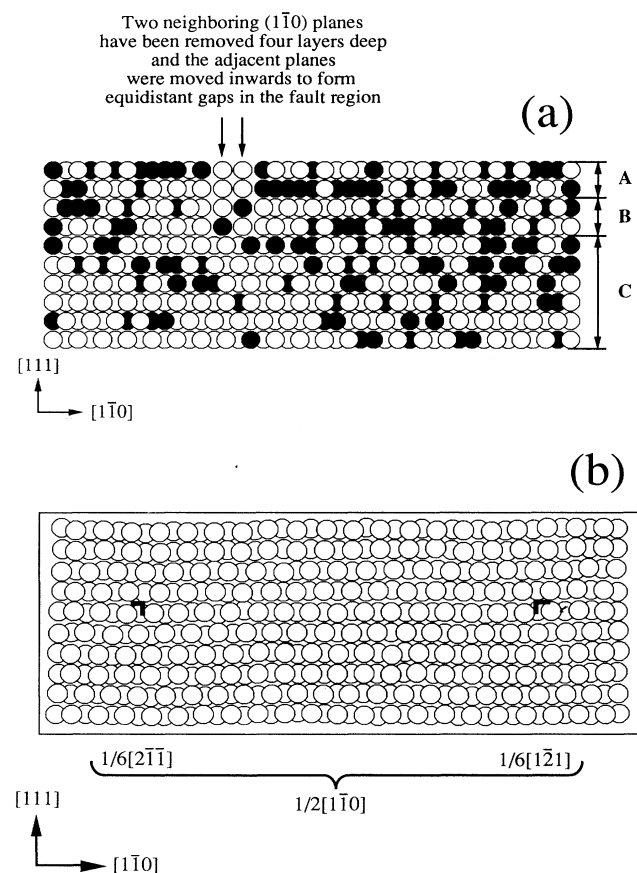 Two neighboring (11̅0) planes
have been removed four layers deep
and the adjacent planes
were moved inwards to form
equidistant gaps in the fault region
(a)
A
B
C
[111]
[11̅0]
(b)
1/6[21̅1̅]
1/6[12̅1]
1/2[11̅0]
[111]
[11̅0]